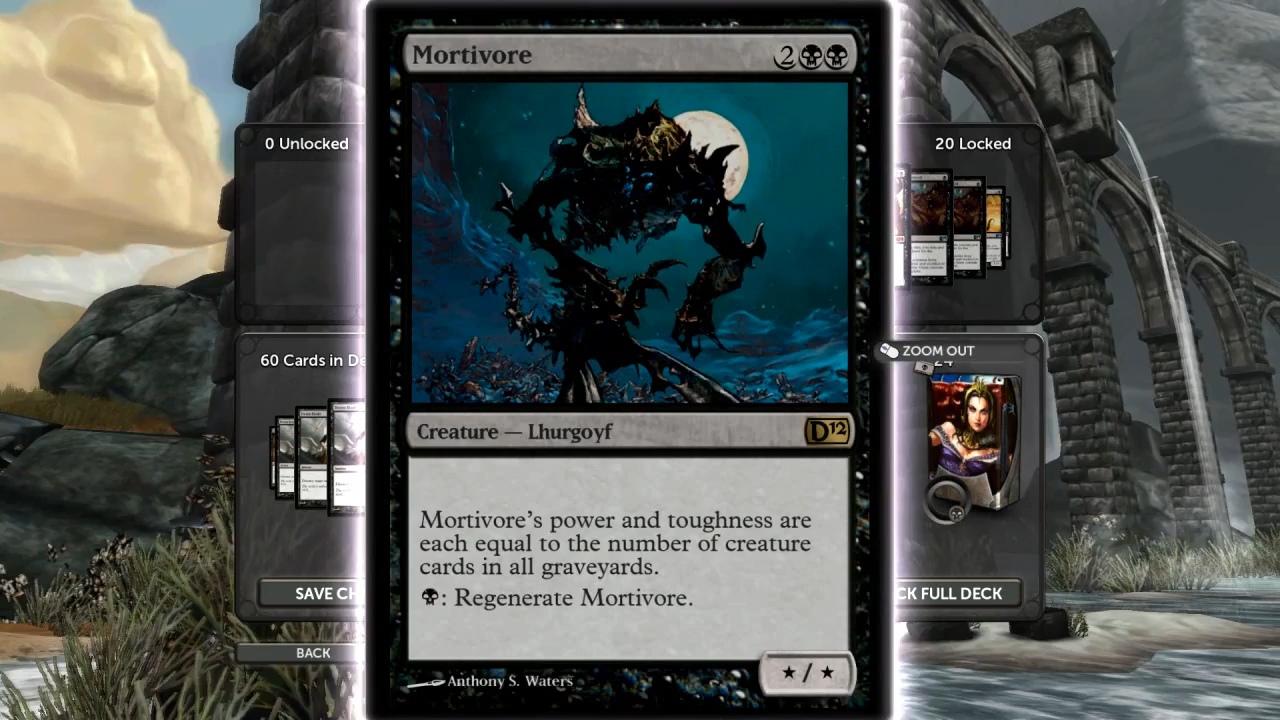 Mortivore
2
0 Unlocked
20 Locked
60 Cards in De
ZOOM OUT
24
Creature — Lhurgoyf
D12
Mortivore's power and toughness are
each equal to the number of creature
cards in all graveyards.
: Regenerate Mortivore.
★/★
Anthony S. Waters
SAVE CH
CK FULL DECK
BACK